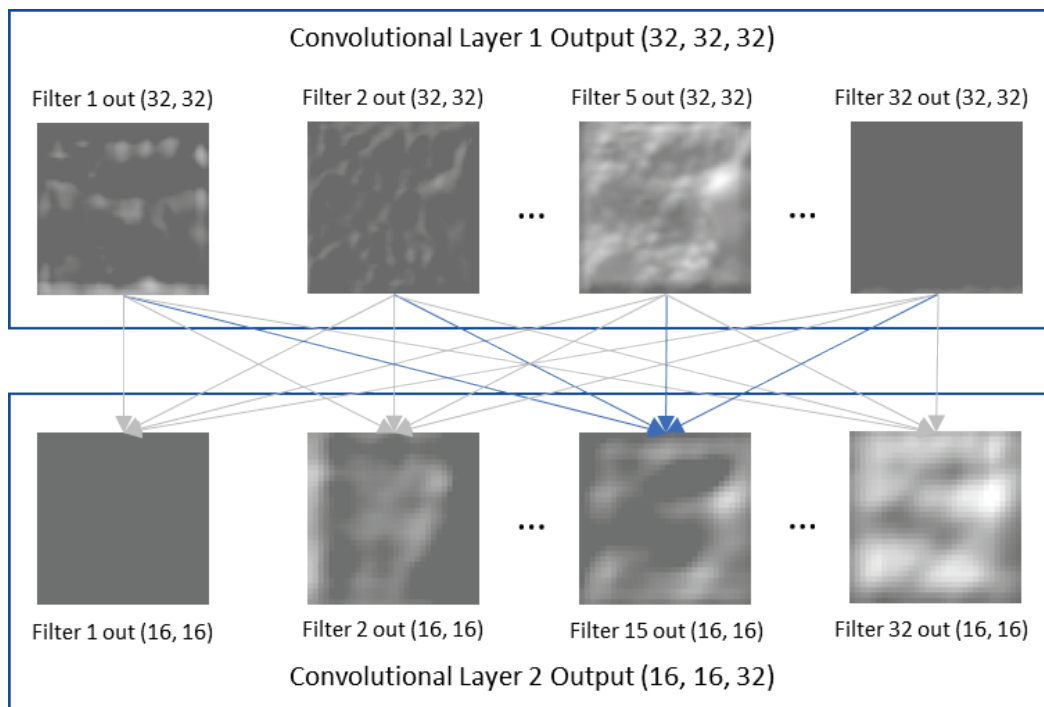 Convolutional Layer 1 Output (32, 32, 32)
Filter 1 out (32, 32)
Filter 2 out (32, 32)
Filter 5 out (32, 32)
Filter 32 out (32, 32)
...
...
...
...
Filter 1 out (16, 16)
Filter 2 out (16, 16)
Filter 15 out (16, 16)
Filter 32 out (16, 16)
Convolutional Layer 2 Output (16, 16, 32)